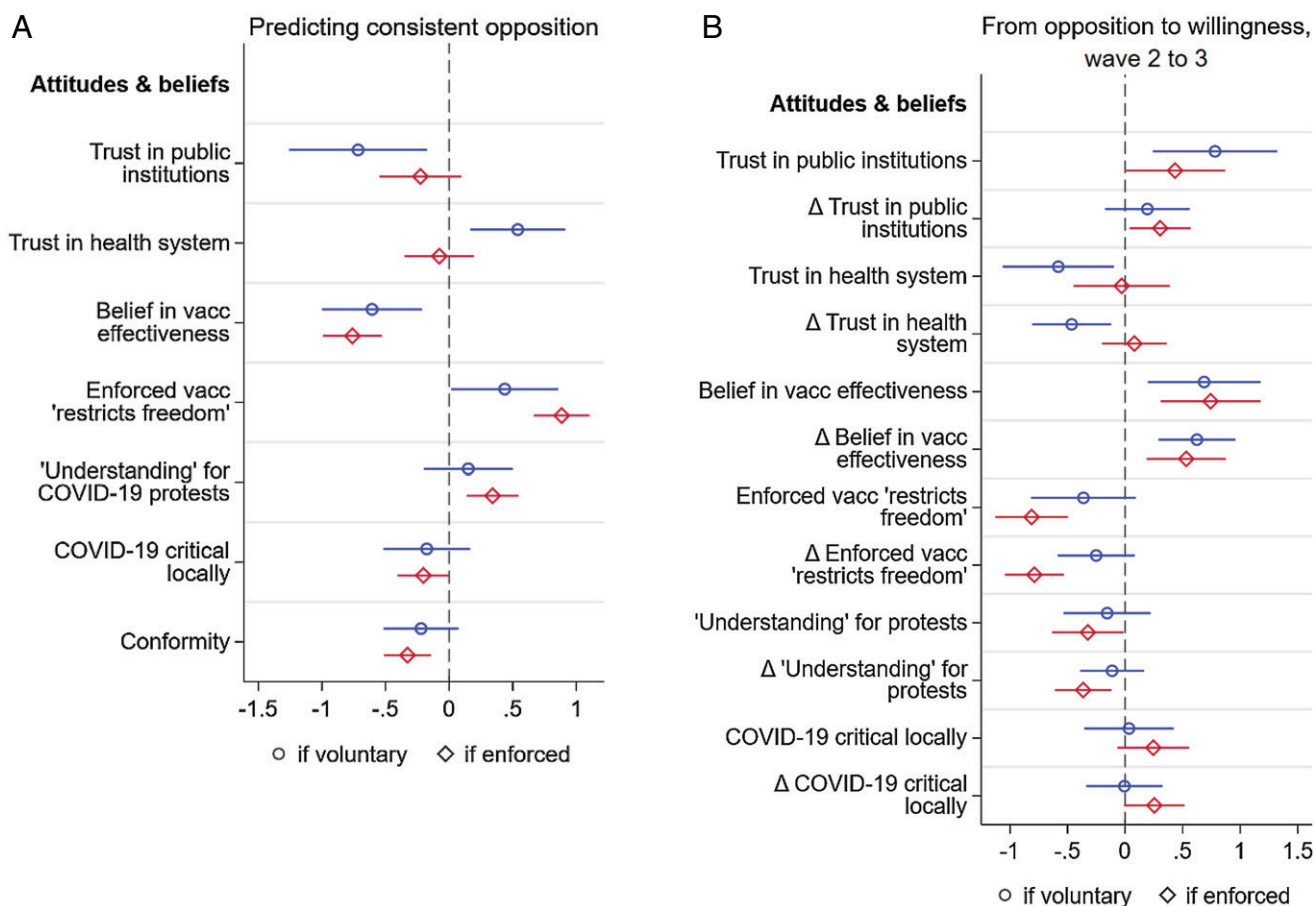 A
Predicting consistent opposition
Attitudes & beliefs
Trust in public
institutions
Trust in health system
Belief in vacc
effectiveness
Enforced vacc
'restricts freedom'
'Understanding' for
COVID-19 protests
COVID-19 critical
locally
Conformity
-1.5 -1 -.5 0 .5 1
if voluntary if enforced
B
From opposition to willingness,
wave 2 to 3
Attitudes & beliefs
Trust in public institutions
Δ Trust in public
institutions
Trust in health system
Δ Trust in health
system
Belief in vacc effectiveness
Δ Belief in vacc
effectiveness
Enforced vacc 'restricts
freedom'
Δ Enforced vacc
'restricts freedom'
'Understanding' for protests
Δ 'Understanding' for
protests
COVID-19 critical locally
Δ COVID-19 critical
locally
-1 -.5 0 .5 1 1.5
if voluntary if enforced